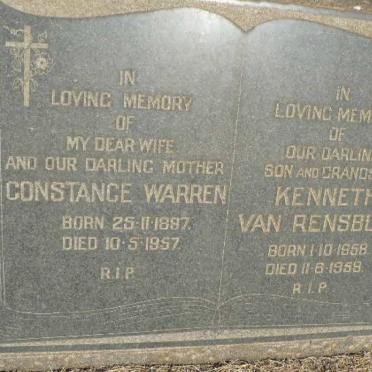 IN
LOVING MEMORY
OF
MY DEAR WIFE
AND OUR DARLING MOTHER
CONSTANCE WARREN
BORN 25-11-1897.
DIED 10-5-1957.
R.I.P.
IN
LOVING MEM
OF
OUR DARLIN
SON AND GRANDS
KENNETH
VAN RENSBU
BORN 1-10-1958.
DIED 11-6-1959.
R.I.P.